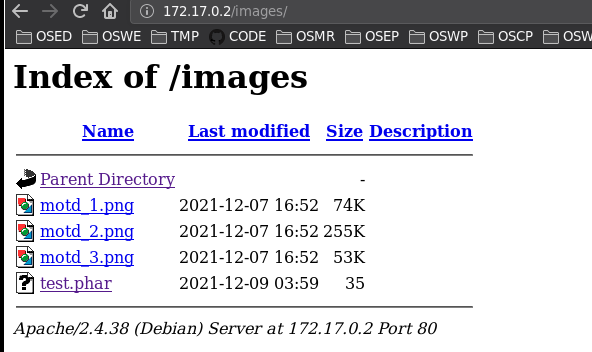 172.17.0.2/images/
OSED OSWE TMP CODE OSMR OSEP OSWP OSCP OSW
Index of /images
Name Last modified Size Description
Parent Directory -
motd_1.png 2021-12-07 16:52 74K
motd_2.png 2021-12-07 16:52 255K
motd_3.png 2021-12-07 16:52 53K
test.phar 2021-12-09 03:59 35
Apache/2.4.38 (Debian) Server at 172.17.0.2 Port 80